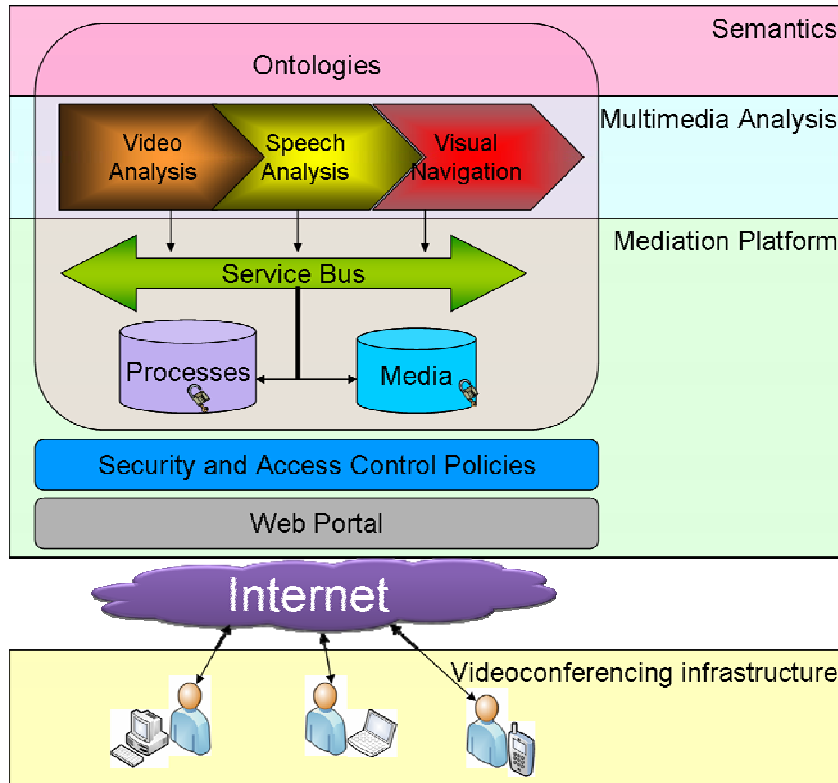 Semantics
Ontologies
Multimedia Analysis
Video
Analysis
Speech
Analysis
Visual
Navigation
Mediation Platform
Service Bus
Processes
Media
Security and Access Control Policies
Web Portal
Internet
Videoconferencing infrastructure